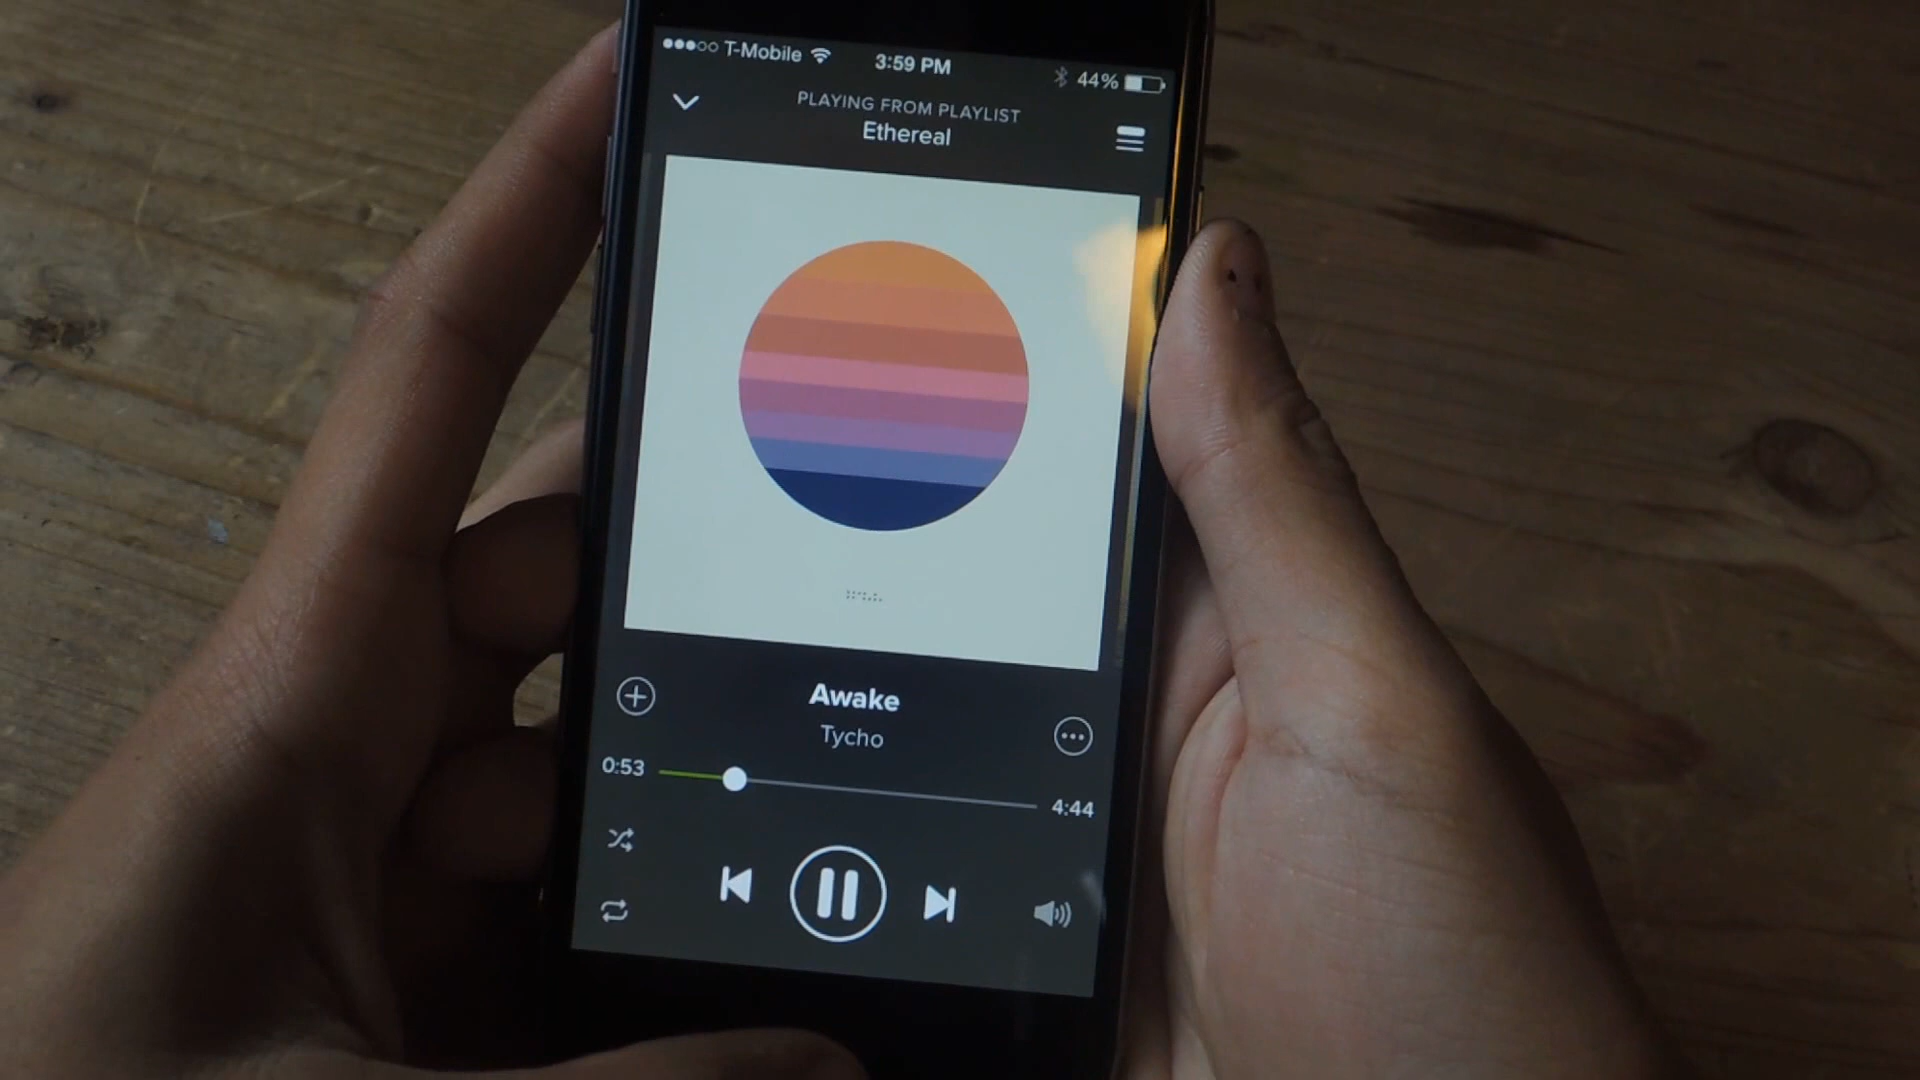 T-Mobile 3:59 PM 44%
PLAYING FROM PLAYLIST
Ethereal
Awake
Tycho
0:53 4:44